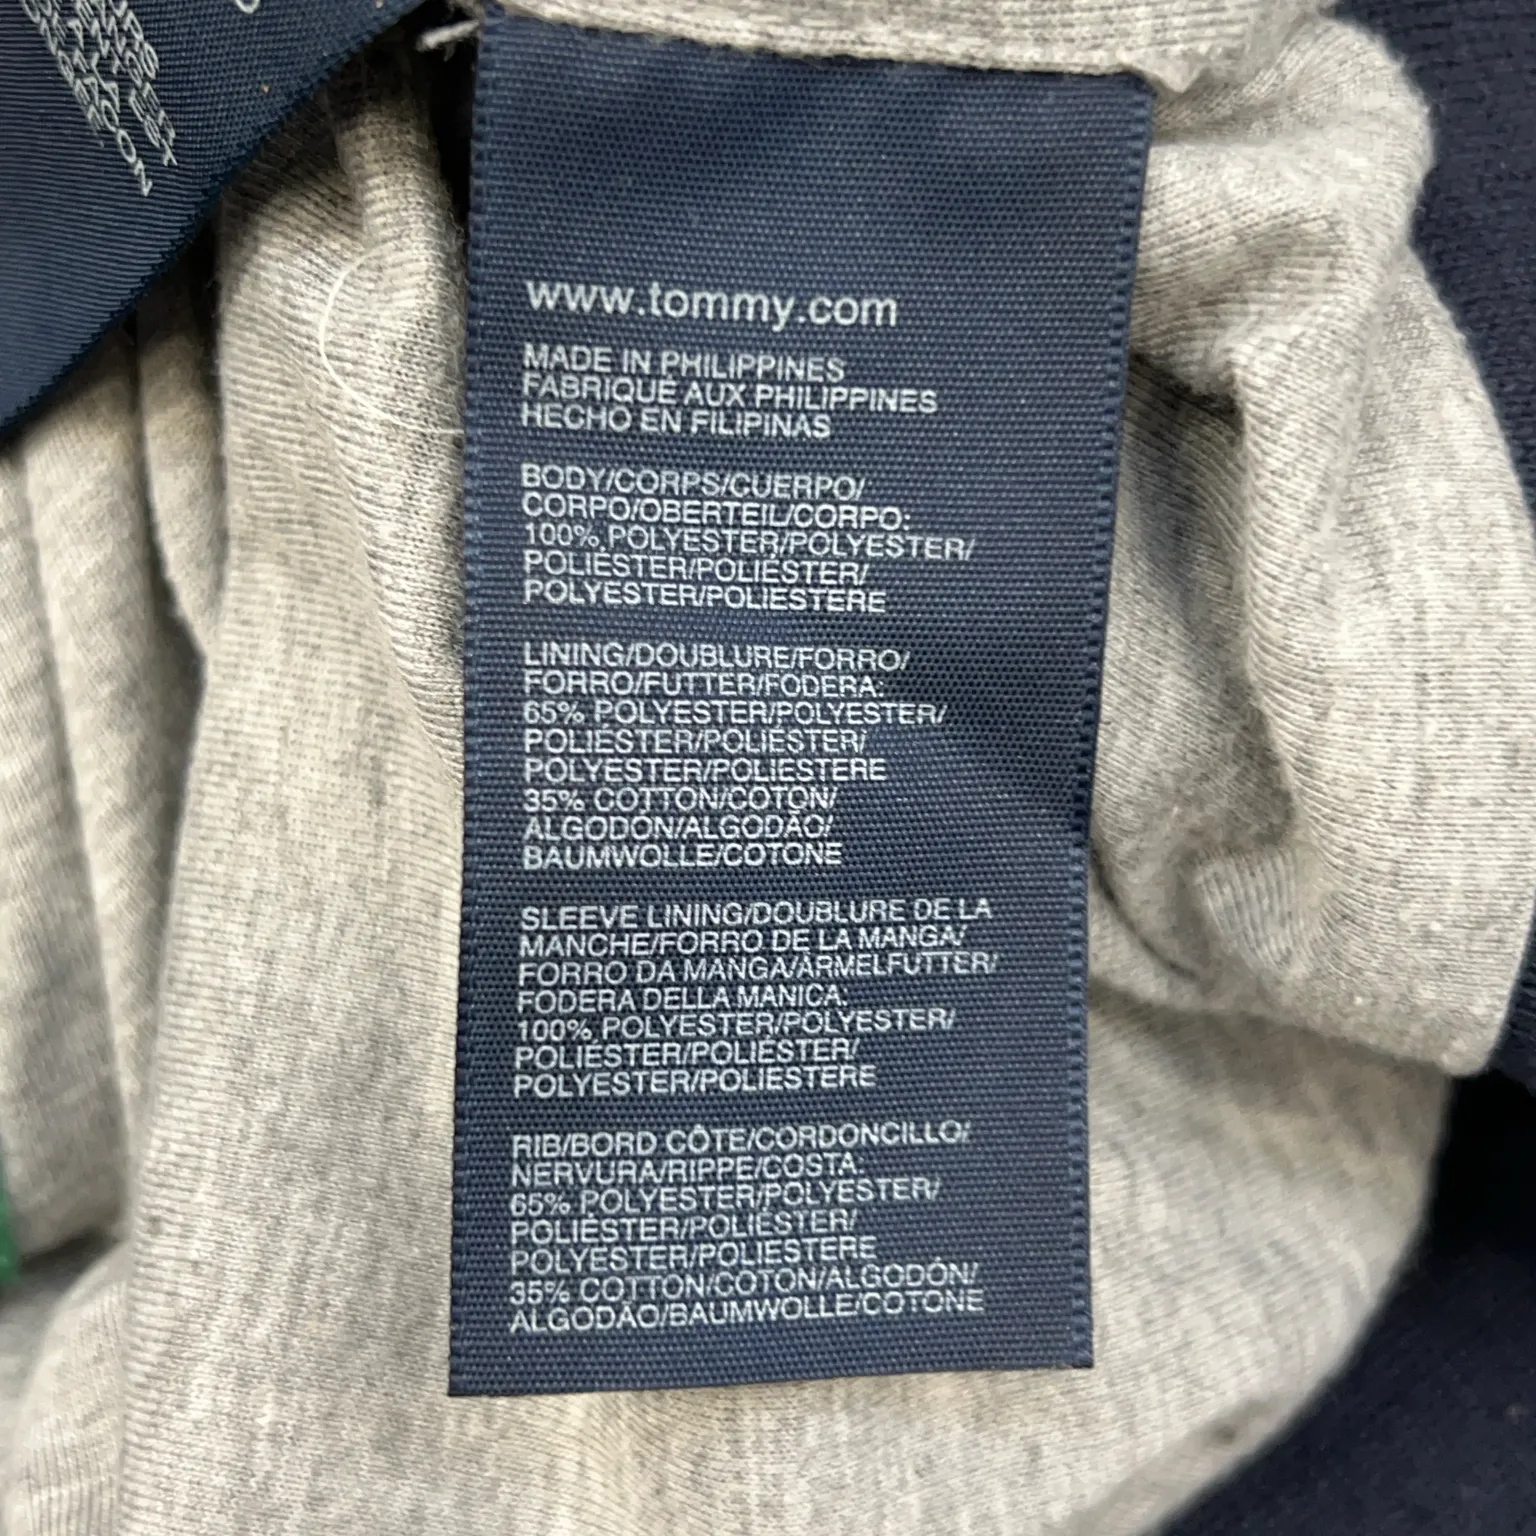 www.tommy.com
MADE IN PHILIPPINES
FABRIQUÉ AUX PHILIPPINES
HECHO EN FILIPINAS
BODY/CORPS/CUERPO/
CORPO/OBERTEIL/CORPO:
100% POLYESTER/POLYESTER/
POLIÉSTER/POLIÉSTER/
POLYESTER/POLIESTERE
LINING/DOUBLURE/FORRO/
FORRO/FUTTER/FODERA:
65% POLYESTER/POLYESTER/
POLIÉSTER/POLIÉSTER/
POLYESTER/POLIESTERE
35% COTTON/COTON/
ALGODÓN/ALGODÃO/
BAUMWOLLE/COTONE
SLEEVE LINING/DOUBLURE DE LA
MANCHE/FORRO DE LA MANGA/
FORRO DA MANGA/ÄRMELFUTTER/
FODERA DELLA MANICA:
100% POLYESTER/POLYESTER/
POLIÉSTER/POLIÉSTER/
POLYESTER/POLIESTERE
RIB/BORD CÔTE/CORDONCILLO/
NERVURA/RIPPE/COSTA:
65% POLYESTER/POLYESTER/
POLIÉSTER/POLIÉSTER/
POLYESTER/POLIESTERE
35% COTTON/COTON/ALGODÓN/
ALGODÃO/BAUMWOLLE/COTONE